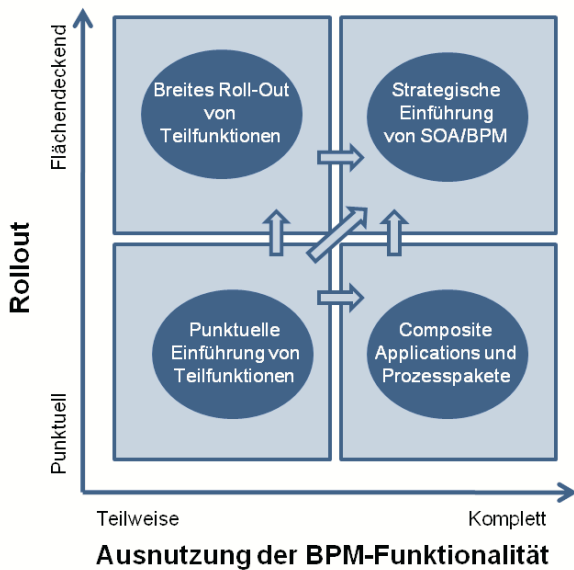 Flächendeckend
Rollout
Punktuell
Breites Roll-Out
von
Teilfunktionen
Strategische
Einführung
von SOA/BPM
Punktuelle
Einführung von
Teilfunktionen
Composite
Applications und
Prozesspakete
Teilweise
Komplett
Ausnutzung der BPM-Funktionalität